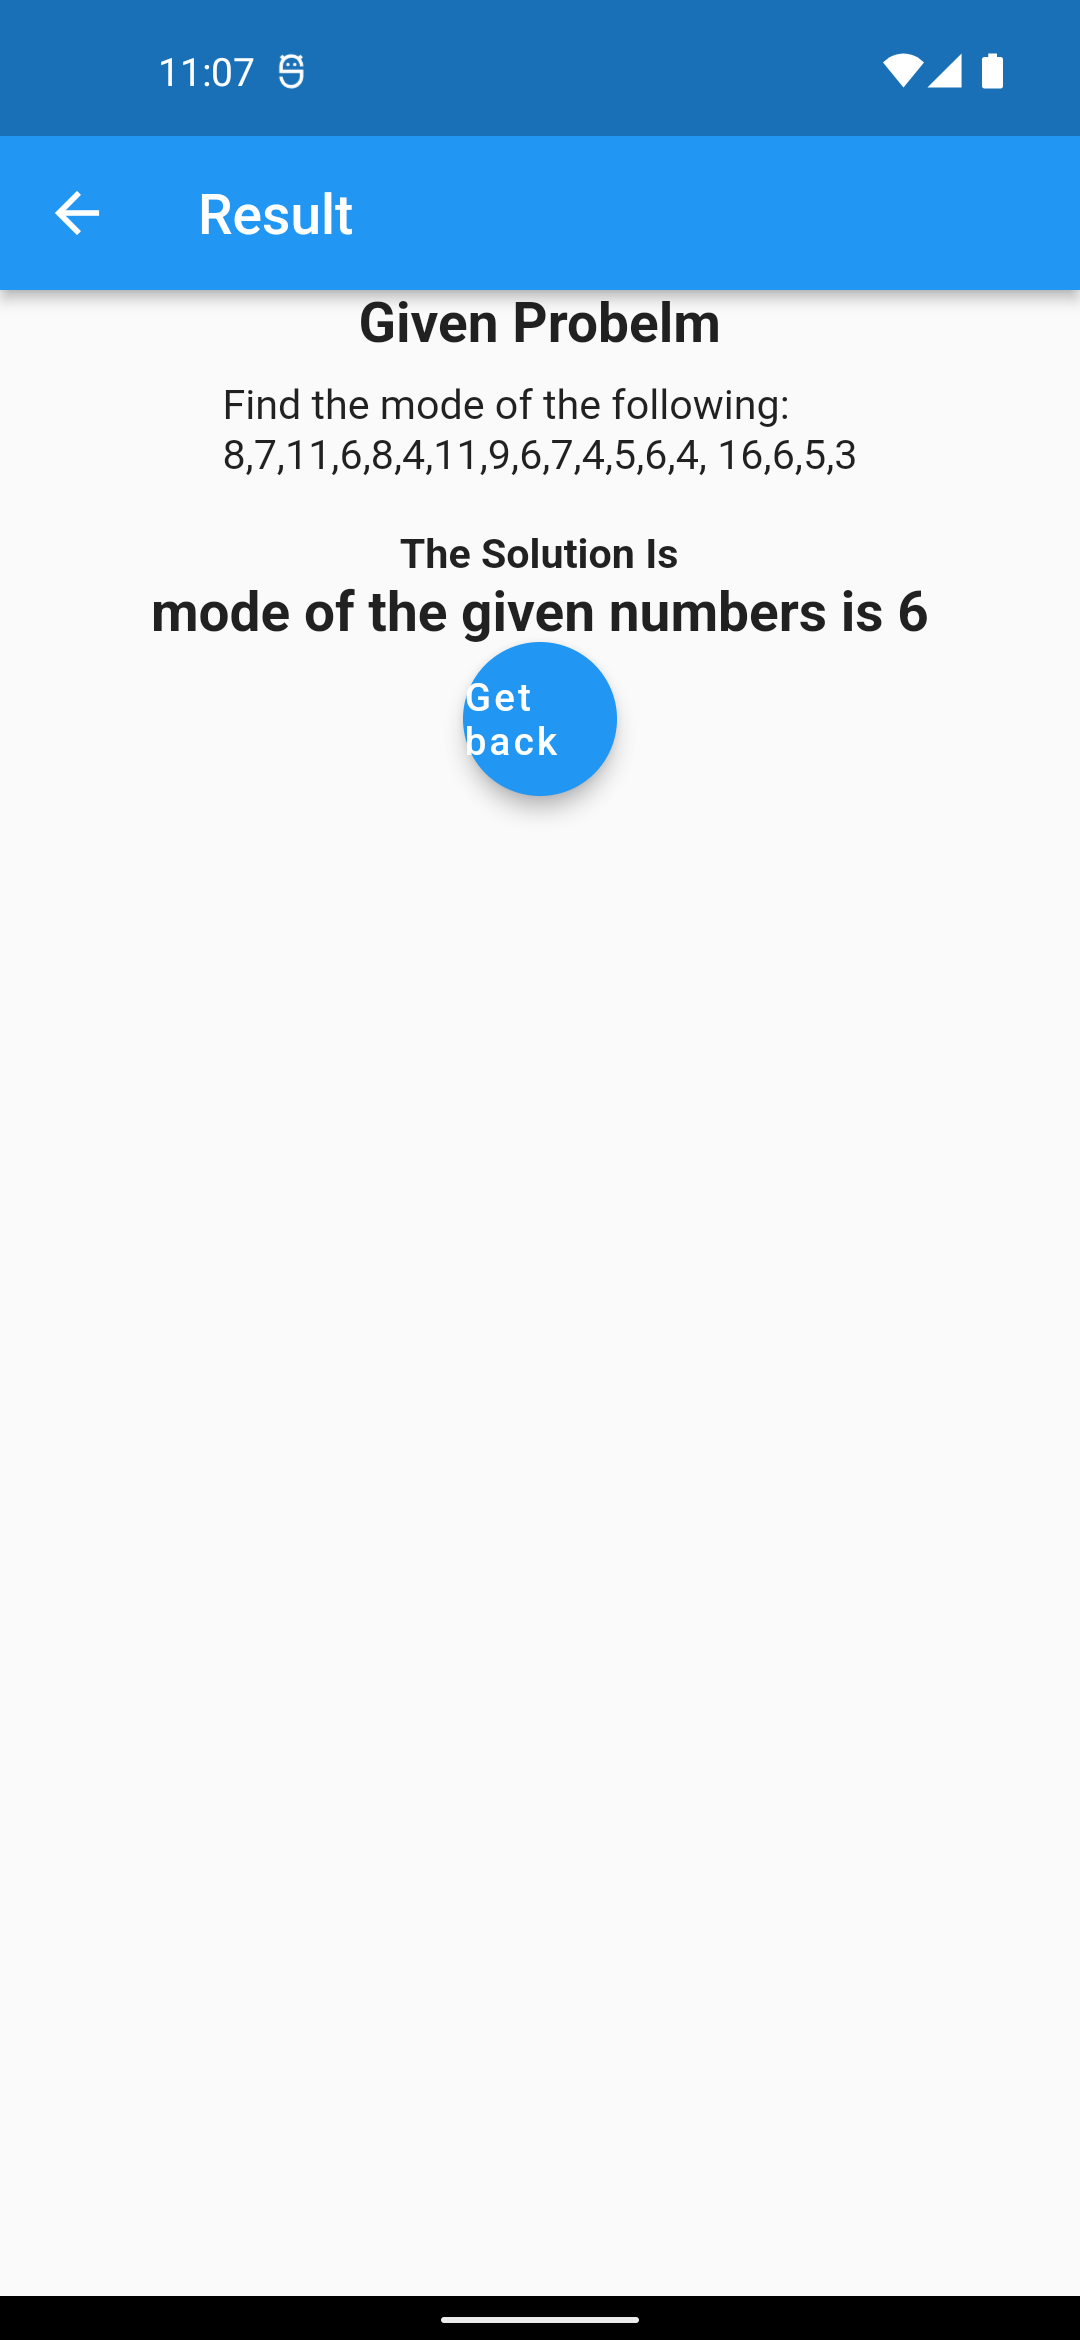 11:07
Result
Given Probelm
Find the mode of the following:
8,7,11,6,8,4,11,9,6,7,4,5,6,4, 16,6,5,3
The Solution Is
mode of the given numbers is 6
Get
back